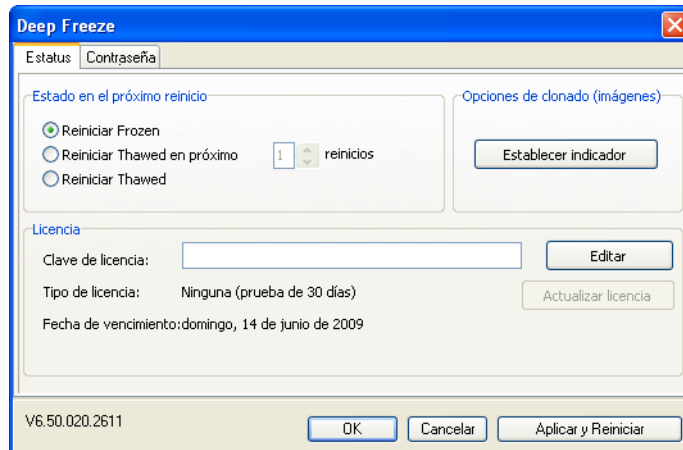 Deep Freeze
Estatus
Contraseña
Estado en el próximo reinicio
Reiniciar Frozen
Reiniciar Thawed en próximo 1 reinicios
Reiniciar Thawed
Opciones de clonado (imágenes)
Establecer indicador
Licencia
Clave de licencia:
Editar
Tipo de licencia: Ninguna (prueba de 30 días)
Actualizar licencia
Fecha de vencimiento:domingo, 14 de junio de 2009
V6.50.020.2611
OK
Cancelar
Aplicar y Reiniciar